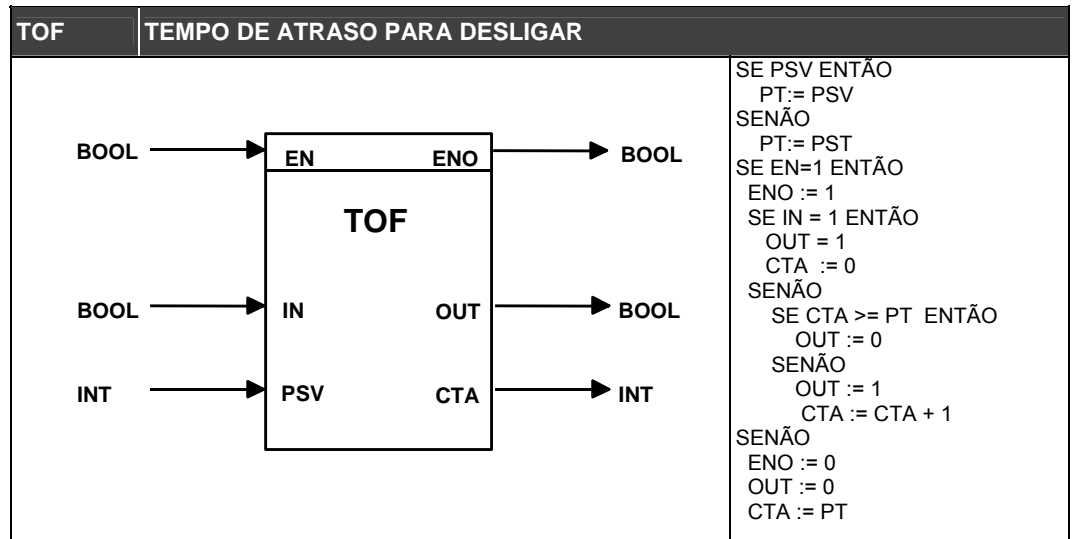 TOF TEMPO DE ATRASO PARA DESLIGAR
BOOL EN ENO BOOL
TOF
BOOL IN OUT BOOL
INT PSV CTA INT
SE PSV ENTÃO
PT:= PSV
SENÃO
PT:= PST
SE EN=1 ENTÃO
ENO := 1
SE IN = 1 ENTÃO
OUT = 1
CTA := 0
SENÃO
SE CTA >= PT ENTÃO
OUT := 0
SENÃO
OUT := 1
CTA := CTA + 1
SENÃO
ENO := 0
OUT := 0
CTA := PT